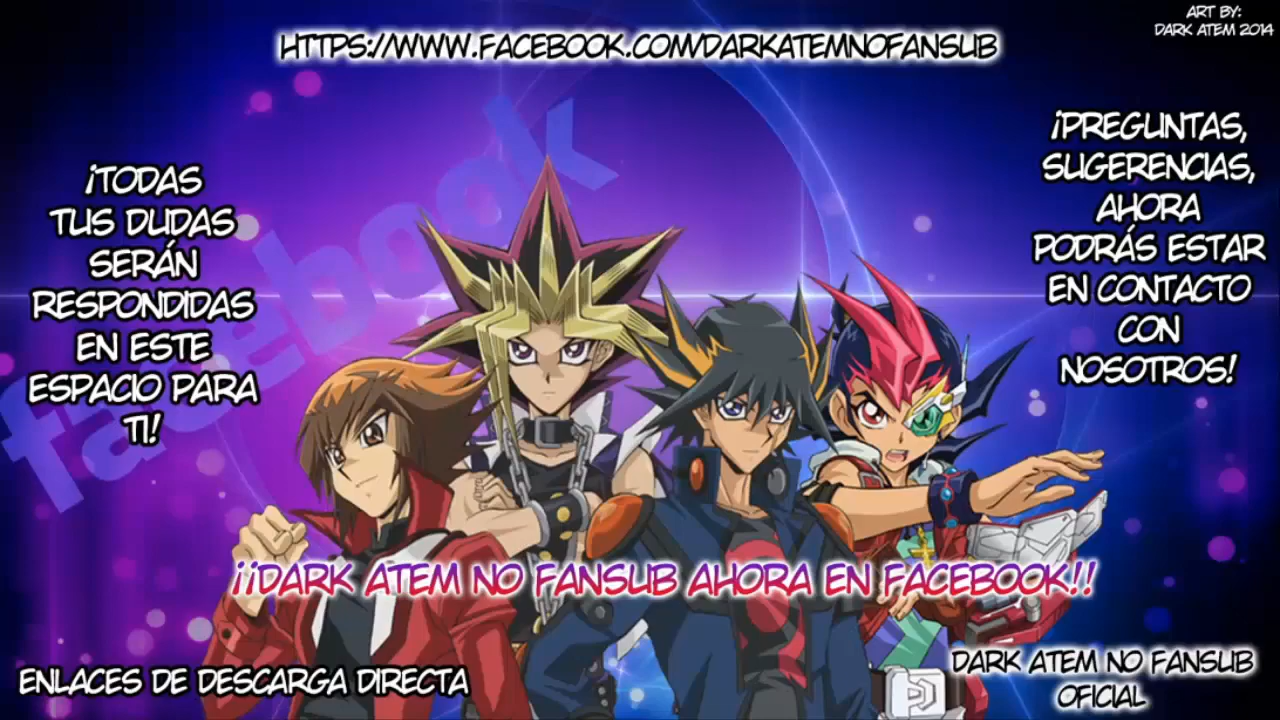 ART BY:
DARK ATEM 2014
HTTPS://WWW.FACEBOOK.COM/DARKATEMNOFANSUB
facebook
¡TODAS
TUS DUDAS
SERÁN
RESPONDIDAS
EN ESTE
ESPACIO PARA
TI!
¡PREGUNTAS,
SUGERENCIAS,
AHORA
PODRÁS ESTAR
EN CONTACTO
CON
NOSOTROS!
¡¡DARK ATEM NO FANSUB AHORA EN FACEBOOK!!
ENLACES DE DESCARGA DIRECTA
DARK ATEM NO FANSUB
OFICIAL